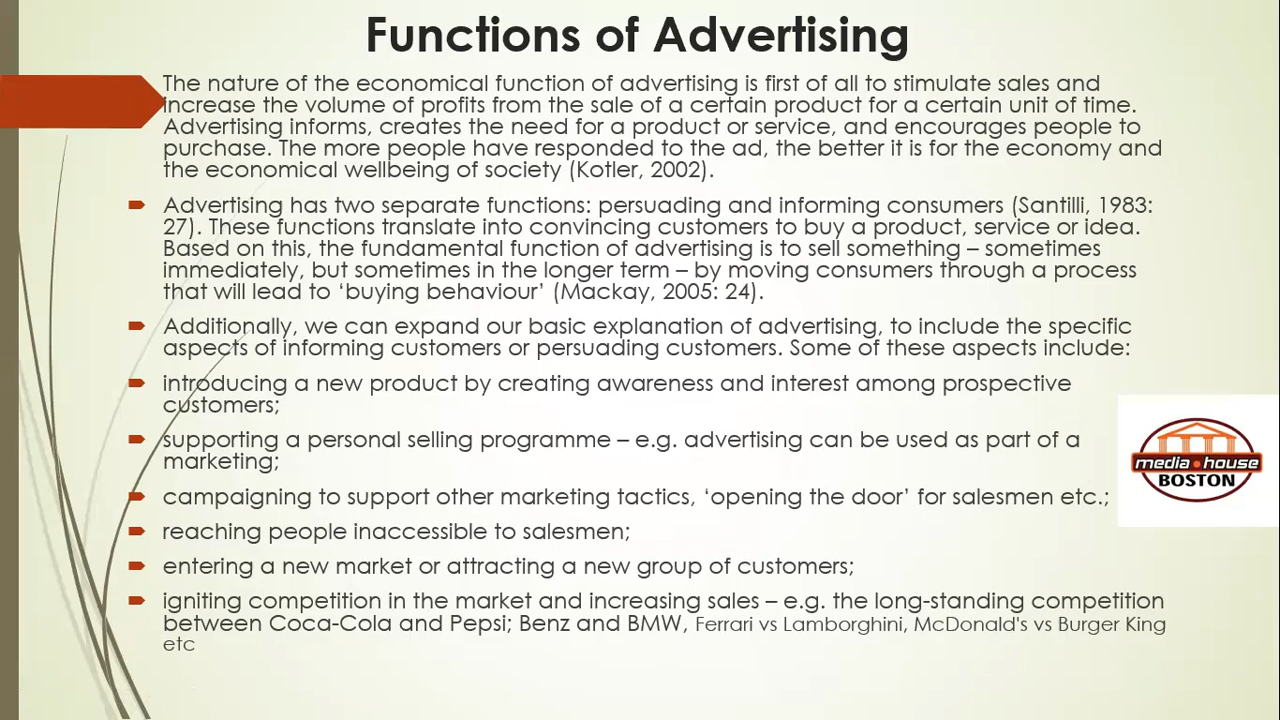 Functions of Advertising
The nature of the economical function of advertising is first of all to stimulate sales and
increase the volume of profits from the sale of a certain product for a certain unit of time.
Advertising informs, creates the need for a product or service, and encourages people to
purchase. The more people have responded to the ad, the better it is for the economy and
the economical wellbeing of society (Kotler, 2002).
Advertising has two separate functions: persuading and informing consumers (Santilli, 1983:
27). These functions translate into convincing customers to buy a product, service or idea.
Based on this, the fundamental function of advertising is to sell something – sometimes
immediately, but sometimes in the longer term – by moving consumers through a process
that will lead to ‘buying behaviour’ (Mackay, 2005: 24).
Additionally, we can expand our basic explanation of advertising, to include the specific
aspects of informing customers or persuading customers. Some of these aspects include:
introducing a new product by creating awareness and interest among prospective
customers;
supporting a personal selling programme – e.g. advertising can be used as part of a
marketing;
campaigning to support other marketing tactics, ‘opening the door’ for salesmen etc.;
reaching people inaccessible to salesmen;
entering a new market or attracting a new group of customers;
igniting competition in the market and increasing sales – e.g. the long-standing competition
between Coca-Cola and Pepsi; Benz and BMW, Ferrari vs Lamborghini, McDonald's vs Burger King
etc
media house
BOSTON